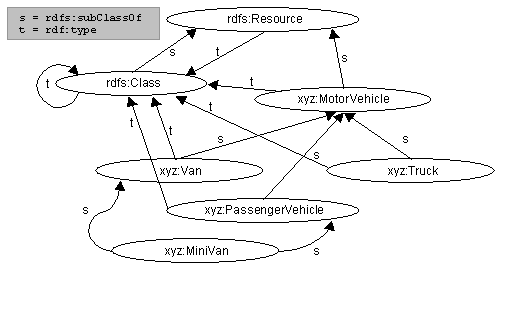 s = rdfs:subClassOf
t = rdf:type
rdfs:Resource
s
t
s
rdfs:Class
t
t
xyz:MotorVehicle
t
t
t
s
s
s
xyz:Van
xyz:Truck
s
xyz:PassengerVehicle
xyz:MiniVan
s